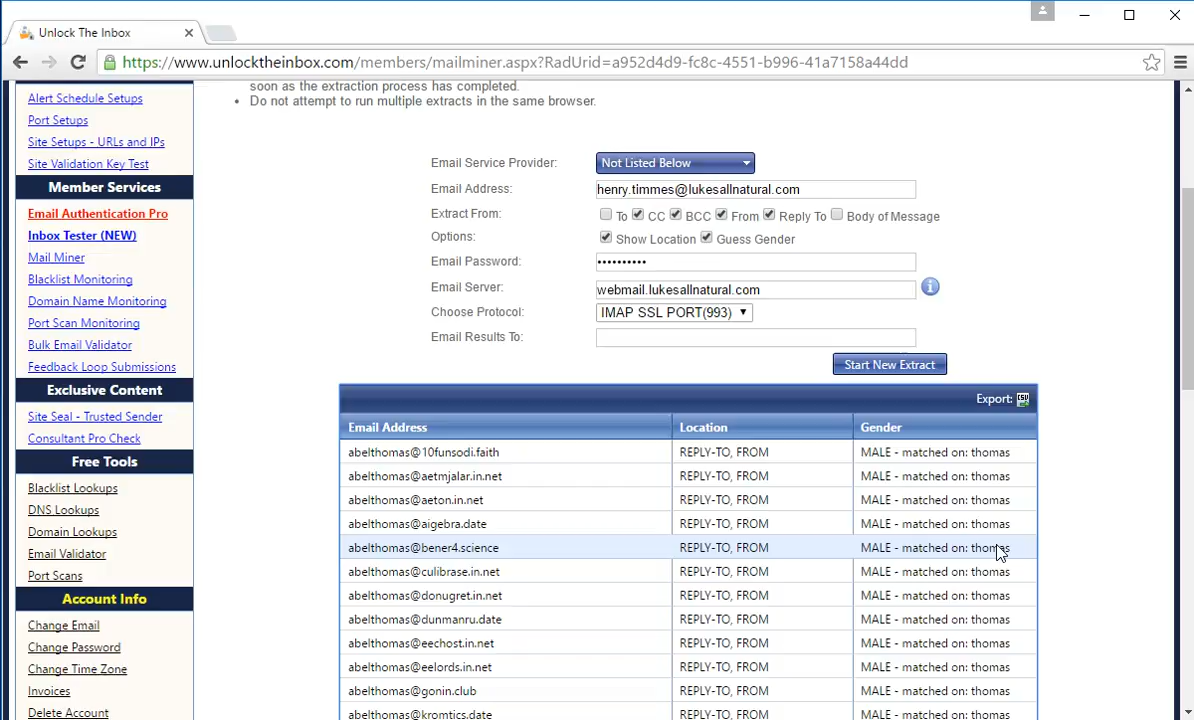 Unlock The Inbox
https://www.unlocktheinbox.com/members/mailminer.aspx?RadUrid=a952d4d9-fc8c-4551-b996-41a7158a44dd
Alert Schedule Setups
Port Setups
Site Setups - URLs and IPs
Site Validation Key Test
Member Services
Email Authentication Pro
Inbox Tester (NEW)
Mail Miner
Blacklist Monitoring
Domain Name Monitoring
Port Scan Monitoring
Bulk Email Validator
Feedback Loop Submissions
Exclusive Content
Site Seal - Trusted Sender
Consultant Pro Check
Free Tools
Blacklist Lookups
DNS Lookups
Domain Lookups
Email Validator
Port Scans
Account Info
Change Email
Change Password
Change Time Zone
Invoices
Delete Account
soon as the extraction process has completed.
• Do not attempt to run multiple extracts in the same browser.
Email Service Provider: Not Listed Below
Email Address: henry.timmes@lukesallnatural.com
Extract From: To CC BCC From Reply To Body of Message
Options: Show Location Guess Gender
Email Password: ••••••••••
Email Server: webmail.lukesallnatural.com
Choose Protocol: IMAP SSL PORT(993)
Email Results To:
Start New Extract
Export: CSV
Email Address Location Gender
abelthomas@10funsodi.faith REPLY-TO, FROM MALE - matched on: thomas
abelthomas@aetmjalar.in.net REPLY-TO, FROM MALE - matched on: thomas
abelthomas@aeton.in.net REPLY-TO, FROM MALE - matched on: thomas
abelthomas@aigebra.date REPLY-TO, FROM MALE - matched on: thomas
abelthomas@bener4.science REPLY-TO, FROM MALE - matched on: thomas
abelthomas@culibrase.in.net REPLY-TO, FROM MALE - matched on: thomas
abelthomas@donugret.in.net REPLY-TO, FROM MALE - matched on: thomas
abelthomas@dunmanru.date REPLY-TO, FROM MALE - matched on: thomas
abelthomas@eechost.in.net REPLY-TO, FROM MALE - matched on: thomas
abelthomas@eelords.in.net REPLY-TO, FROM MALE - matched on: thomas
abelthomas@gonin.club REPLY-TO, FROM MALE - matched on: thomas
abelthomas@kromtics.date REPLY-TO, FROM MALE - matched on: thomas